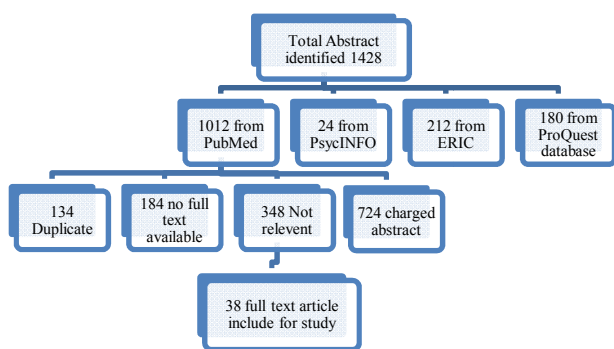 Total Abstract
identified 1428
1012 from
PubMed
24 from
PsycINFO
212 from
ERIC
180 from
ProQuest
database
134
Duplicate
184 no full
text
available
348 Not
relevent
724 charged
abstract
38 full text article
include for study